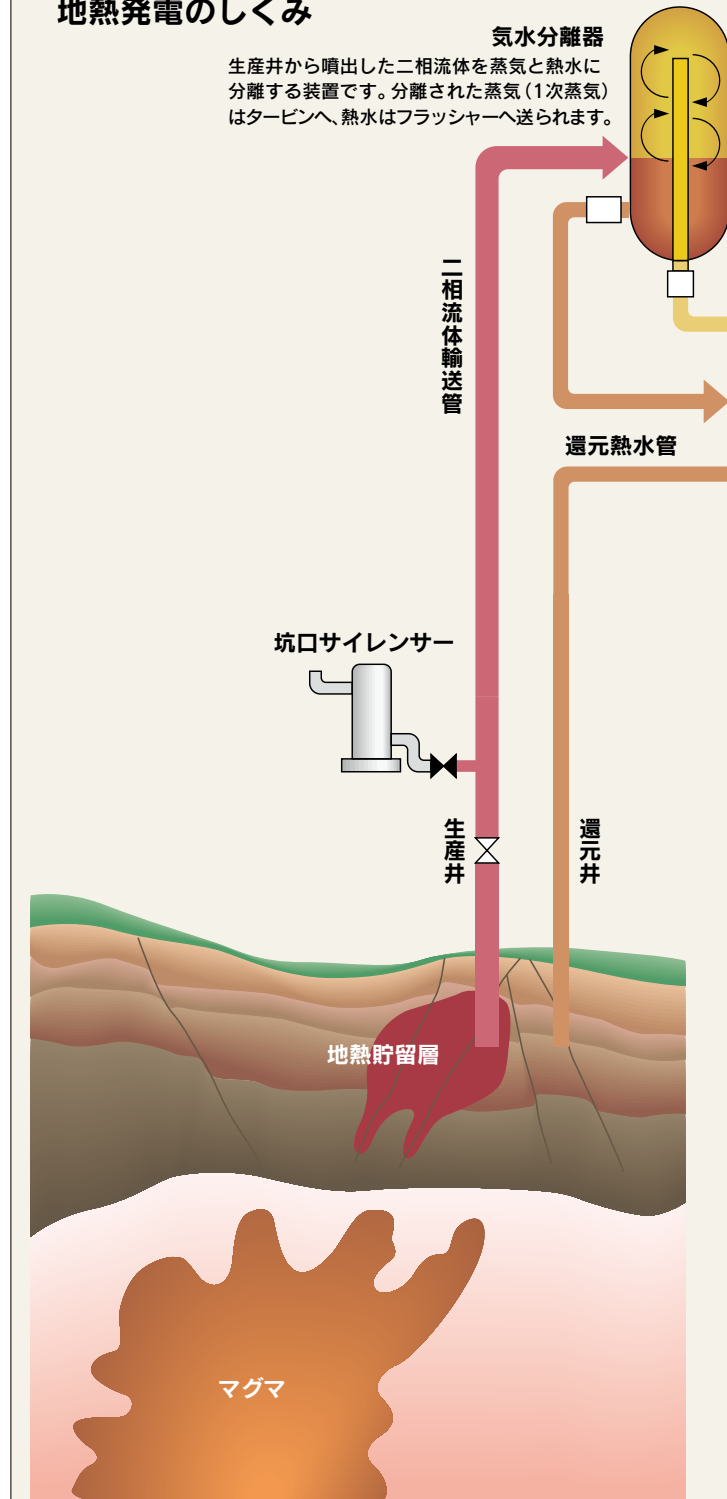 地熱発電のしくみ
気水分離器
生産井から噴出した二相流体を蒸気と熱水に
分離する装置です。分離された蒸気(1次蒸気)
はタービンへ、熱水はフラッシャーへ送られます。
二相流体輸送管
還元熱水管
坑口サイレンサー
生産井
還元井
地熱貯留層
マグマ